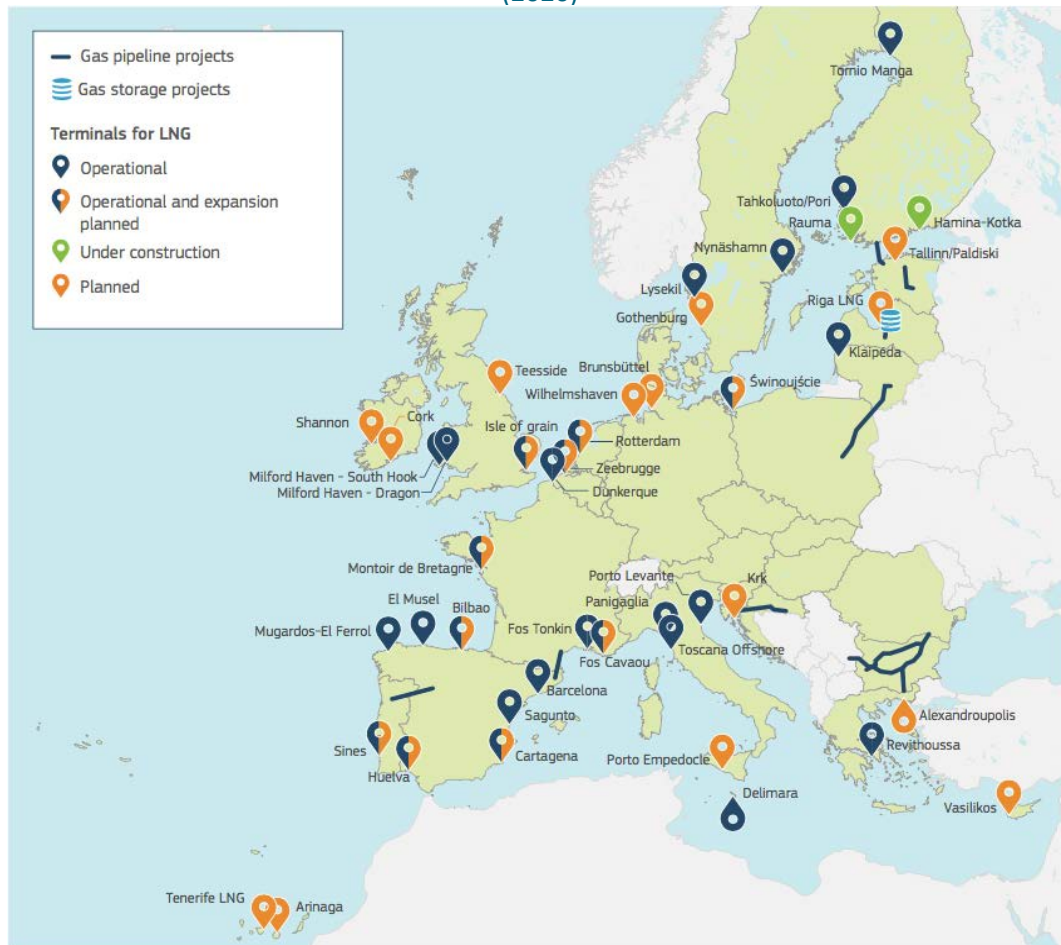 Gas pipeline projects
Gas storage projects
Terminals for LNG
Operational
Operational and expansion
planned
Under construction
Planned
Tornio Manga
Tahkoluoto/Pori
Rauma
Hamina-Kotka
Nynäshamn
Tallinn/Paldiski
Lysekil
Riga LNG
Gothenburg
Klaipėda
Teesside
Brunsbüttel
Wilhelmshaven
Świnoujście
Shannon
Cork
Isle of grain
Rotterdam
Milford Haven - South Hook
Zeebrugge
Milford Haven - Dragon
Dunkerque
Montoir de Bretagne
Porto Levante
Krk
El Musel
Bilbao
Panigaglia
Mugardos-El Ferrol
Fos Tonkin
Toscana Offshore
Fos Cavaou
Barcelona
Sagunto
Alexandroupolis
Sines
Cartagena
Revithoussa
Huelva
Porto Empedocle
Delimara
Vasilikos
Tenerife LNG
Arinaga